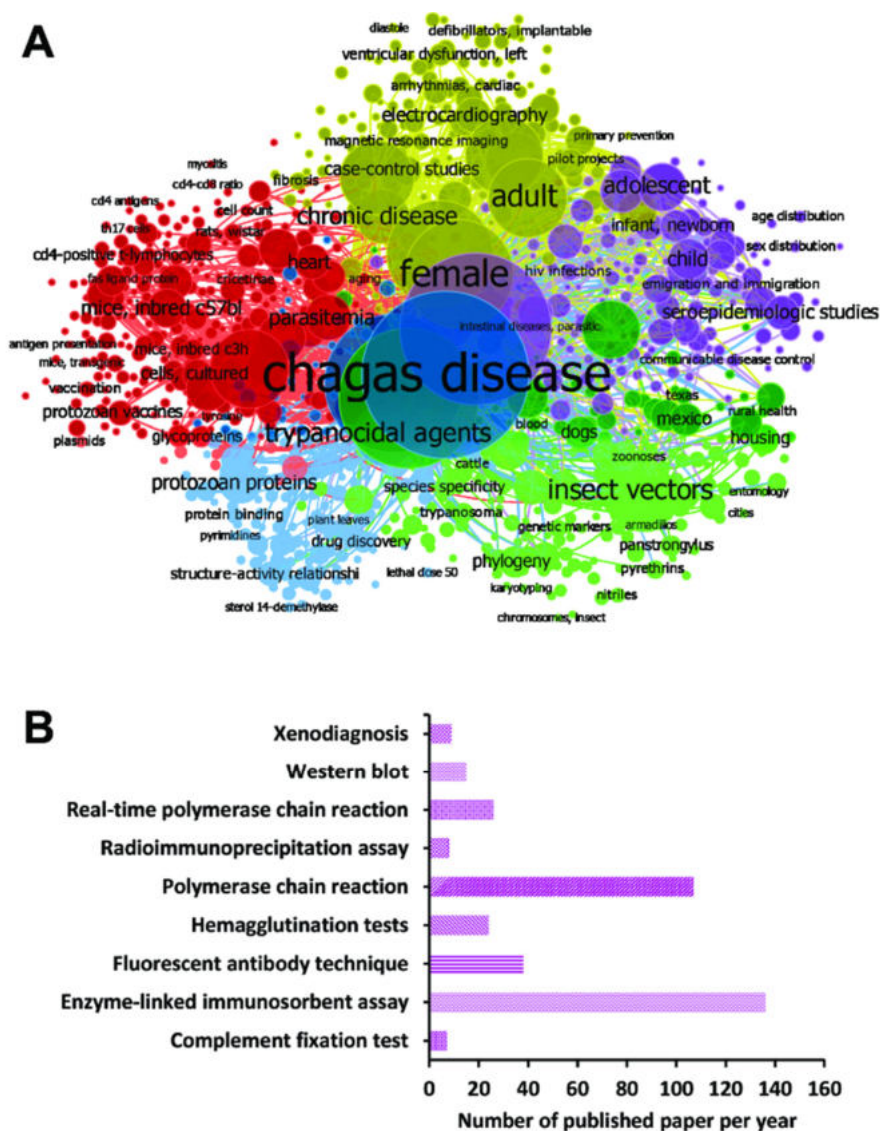 A
diastole
defibrillators, implantable
ventricular dysfunction, left
arrhythmias, cardiac
electrocardiography
magnetic resonance imaging
primary prevention
myositis
case-control studies
pilot projects
cd4-cd8 ratio
fibrosis
adult
adolescent
cd4 antigens
cell count
chronic disease
infant, newborn
age distribution
th17 cells
rats, wistar
sex distribution
cd4-positive t-lymphocytes
heart
child
fas ligand protein
cricetinae
aging
female
hiv infections
emigration and immigration
mice, inbred c57bl
parasitemia
intestinal diseases, parasitic
seroepidemiologic studies
antigen presentation
mice, inbred c3h
communicable disease control
mice, transgenic
cells, cultured
chagas disease
vaccination
texas
protozoan vaccines
tyrosine
blood
mexico
rural health
plasmids
glycoproteins
trypanocidal agents
dogs
housing
cattle
zoonoses
protozoan proteins
species specificity
insect vectors
entomology
protein binding
plant leaves
trypanosoma
genetic markers
armadillos
cities
pyrimidines
drug discovery
panstrongylus
structure-activity relationshi
lethal dose 50
phylogeny
pyrethrins
karyotyping
nitriles
sterol 14-demethylase
chromosomes, insect
B
Xenodiagnosis
Western blot
Real-time polymerase chain reaction
Radioimmunoprecipitation assay
Polymerase chain reaction
Hemagglutination tests
Fluorescent antibody technique
Enzyme-linked immunosorbent assay
Complement fixation test
0 20 40 60 80 100 120 140 160
Number of published paper per year